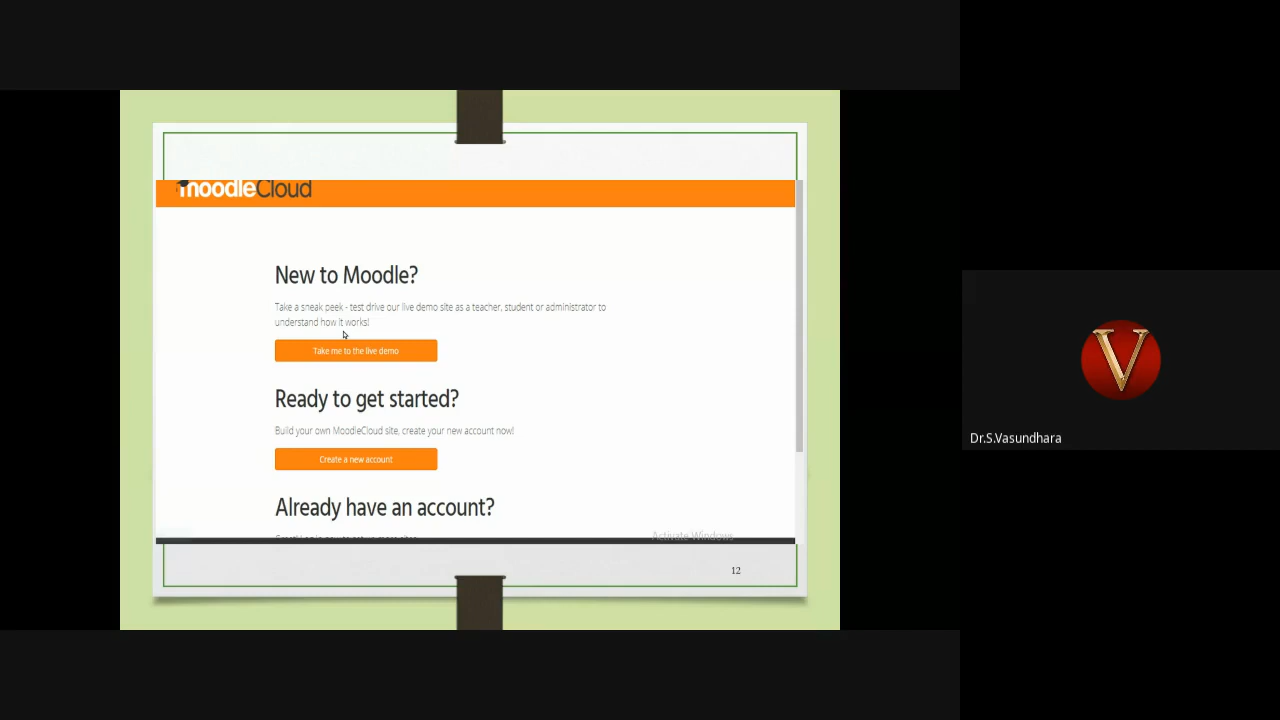 moodleCloud
New to Moodle?
Take a sneak peek - test drive our live demo site as a teacher, student or administrator to
understand how it works!
Take me to the live demo
Ready to get started?
Build your own MoodleCloud site, create your new account now!
Create a new account
Already have an account?
Activate Windows
12
V
Dr.S.Vasundhara